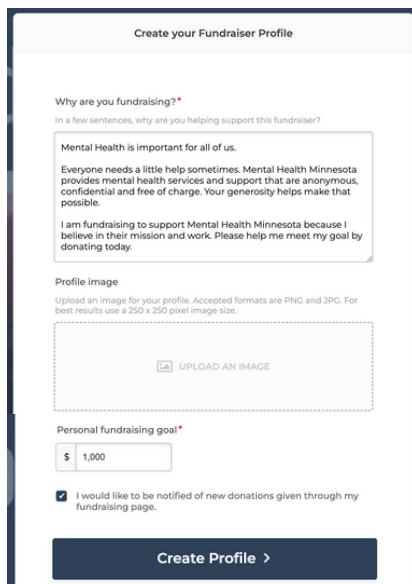 Create your Fundraiser Profile
Why are you fundraising?*
In a few sentences, why are you helping support this fundraiser?
Mental Health is important for all of us.
Everyone needs a little help sometimes. Mental Health Minnesota
provides mental health services and support that are anonymous,
confidential and free of charge. Your generosity helps make that
possible.
I am fundraising to support Mental Health Minnesota because I
believe in their mission and work. Please help me meet my goal by
donating today.
Profile image
Upload an image for your profile. Accepted formats are PNG and JPG. For
best results use a 250 x 250 pixel image size.
UPLOAD AN IMAGE
Personal fundraising goal*
$ 1,000
I would like to be notified of new donations given through my
fundraising page.
Create Profile >